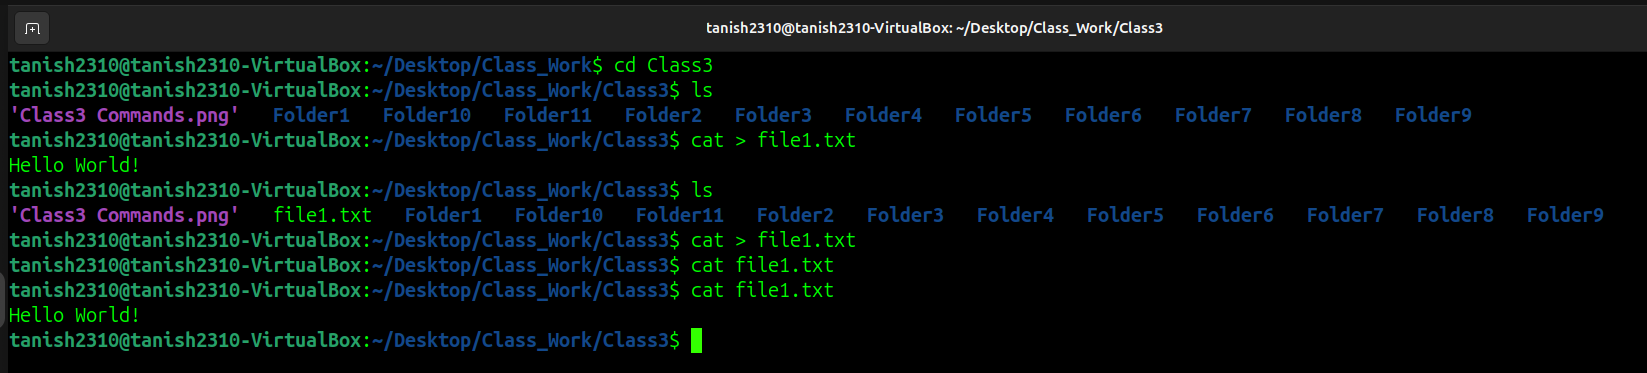 tanish2310@tanish2310-VirtualBox: ~/Desktop/Class_Work/Class3
tanish2310@tanish2310-VirtualBox:~/Desktop/Class_Work$ cd Class3
tanish2310@tanish2310-VirtualBox:~/Desktop/Class_Work/Class3$ ls
'Class3 Commands.png'   Folder1   Folder10   Folder11   Folder2   Folder3   Folder4   Folder5   Folder6   Folder7   Folder8   Folder9
tanish2310@tanish2310-VirtualBox:~/Desktop/Class_Work/Class3$ cat > file1.txt
Hello World!
tanish2310@tanish2310-VirtualBox:~/Desktop/Class_Work/Class3$ ls
'Class3 Commands.png'   file1.txt   Folder1   Folder10   Folder11   Folder2   Folder3   Folder4   Folder5   Folder6   Folder7   Folder8   Folder9
tanish2310@tanish2310-VirtualBox:~/Desktop/Class_Work/Class3$ cat > file1.txt
tanish2310@tanish2310-VirtualBox:~/Desktop/Class_Work/Class3$ cat file1.txt
tanish2310@tanish2310-VirtualBox:~/Desktop/Class_Work/Class3$ cat file1.txt
Hello World!
tanish2310@tanish2310-VirtualBox:~/Desktop/Class_Work/Class3$